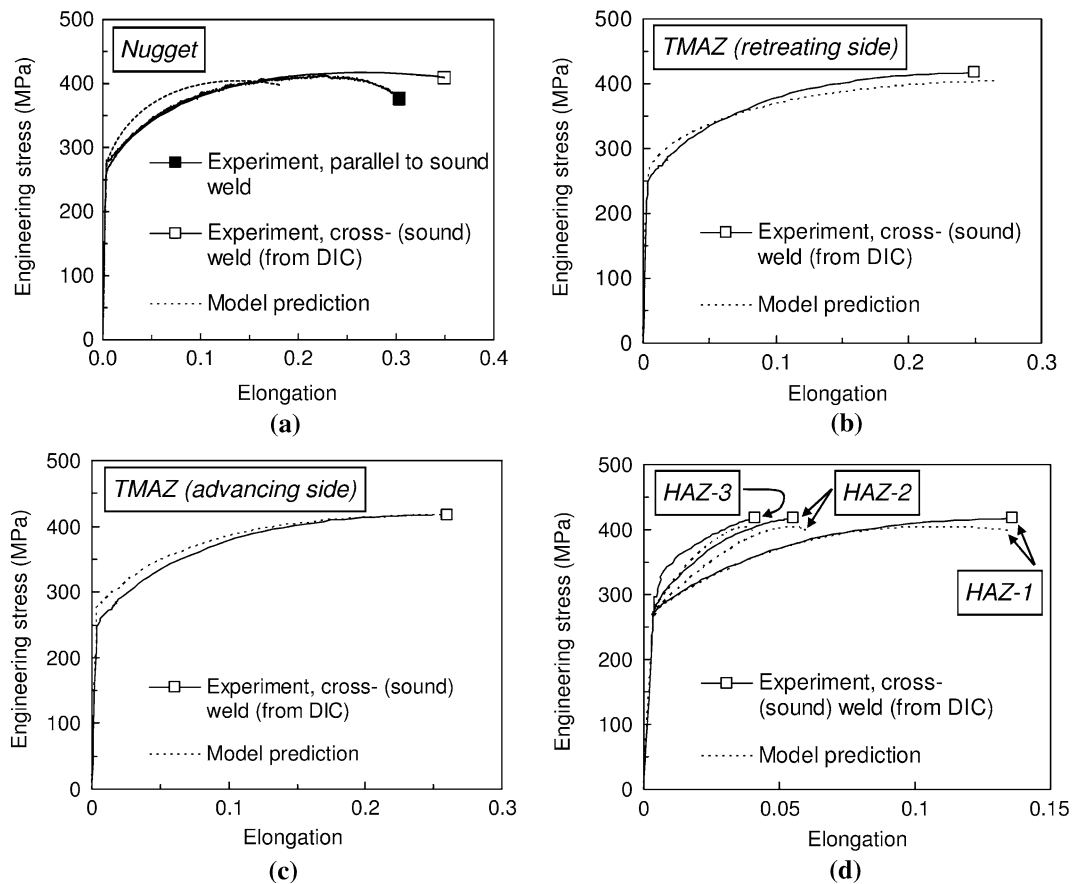 500
400
300
200
100
0
Engineering stress (MPa)
Nugget
Experiment, parallel to sound
weld
Experiment, cross- (sound)
weld (from DIC)
Model prediction
0.0
0.1
0.2
0.3
0.4
Elongation
(a)
500
400
300
200
100
0
Engineering stress (MPa)
TMAZ (retreating side)
Experiment, cross- (sound)
weld (from DIC)
Model prediction
0
0.1
0.2
0.3
Elongation
(b)
500
400
300
200
100
0
Engineering stress (MPa)
TMAZ (advancing side)
Experiment, cross- (sound)
weld (from DIC)
Model prediction
0
0.1
0.2
0.3
Elongation
(c)
500
400
300
200
100
0
Engineering stress (MPa)
HAZ-3
HAZ-2
HAZ-1
Experiment, cross-
(sound) weld (from DIC)
Model prediction
0
0.05
0.1
0.15
Elongation
(d)